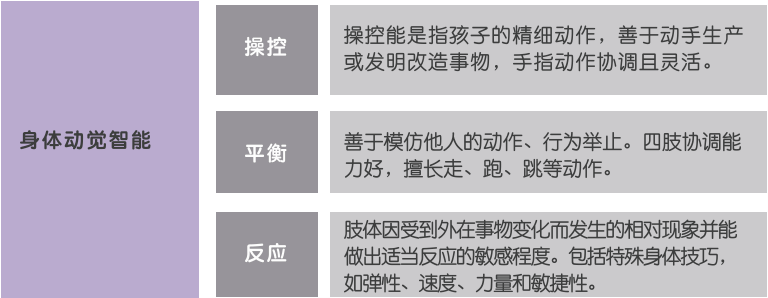 身体动觉智能
操控
操控能是指孩子的精细动作，善于动手生产
或发明改造事物，手指动作协调且灵活。
平衡
善于模仿他人的动作、行为举止。四肢协调能
力好，擅长走、跑、跳等动作。
反应
肢体因受到外在事物变化而发生的相对现象并能
做出适当反应的敏感程度。包括特殊身体技巧，
如弹性、速度、力量和敏捷性。